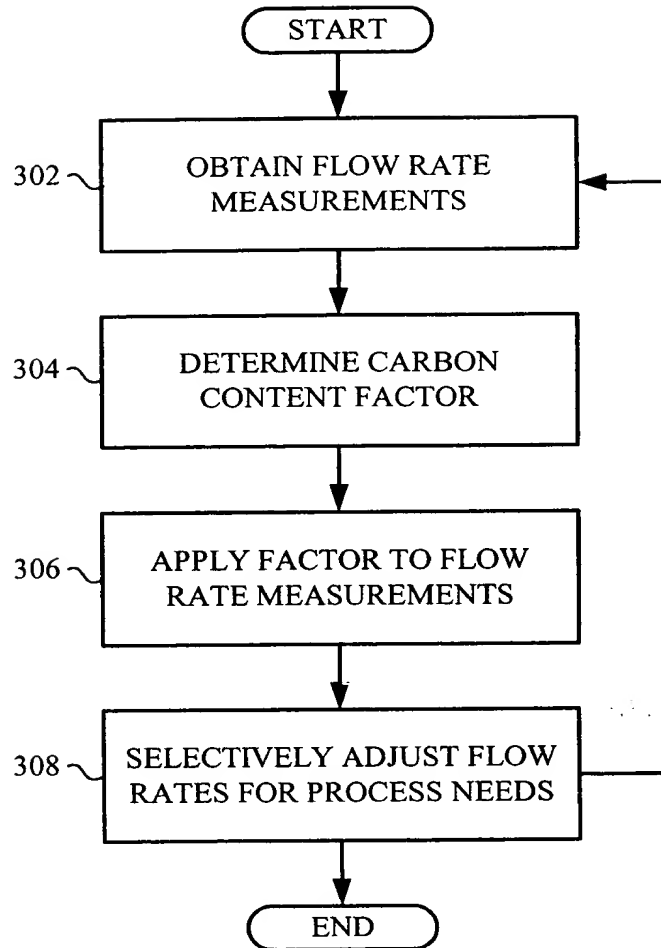 START
302
OBTAIN FLOW RATE
MEASUREMENTS
304
DETERMINE CARBON
CONTENT FACTOR
306
APPLY FACTOR TO FLOW
RATE MEASUREMENTS
308
SELECTIVELY ADJUST FLOW
RATES FOR PROCESS NEEDS
END